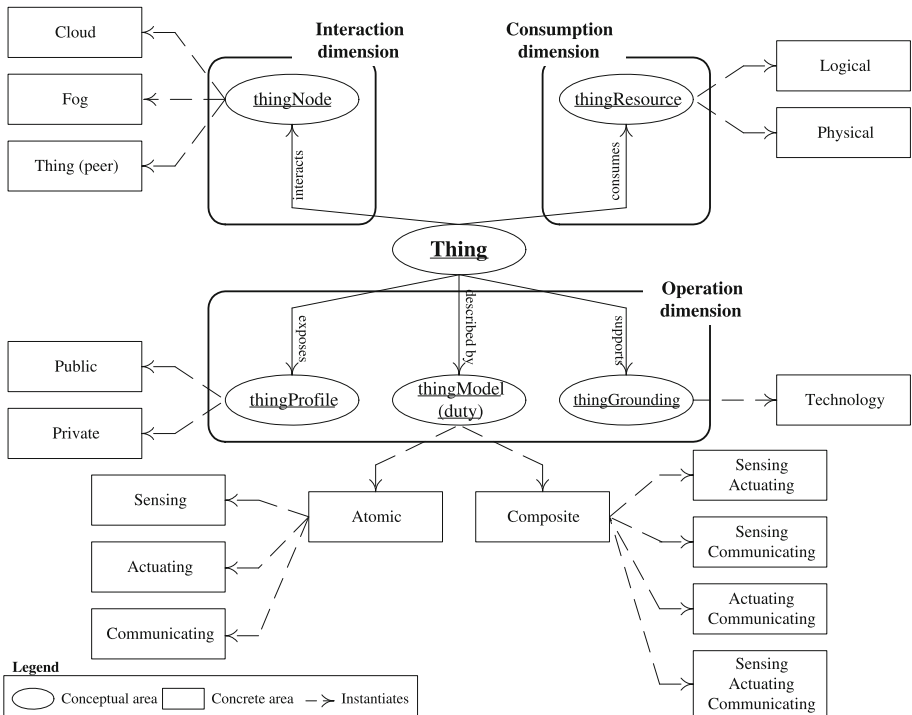 Cloud
Fog
Thing (peer)
Interaction
dimension
Consumption
dimension
thingNode
thingResource
Logical
Physical
interacts
consumes
Thing
Operation
dimension
exposes
described by
supports
Public
Private
thingProfile
thingModel
(duty)
thingGrounding
Technology
Sensing
Actuating
Communicating
Atomic
Composite
Sensing
Actuating
Sensing
Communicating
Actuating
Communicating
Sensing
Actuating
Communicating
Legend
Conceptual area
Concrete area
Instantiates